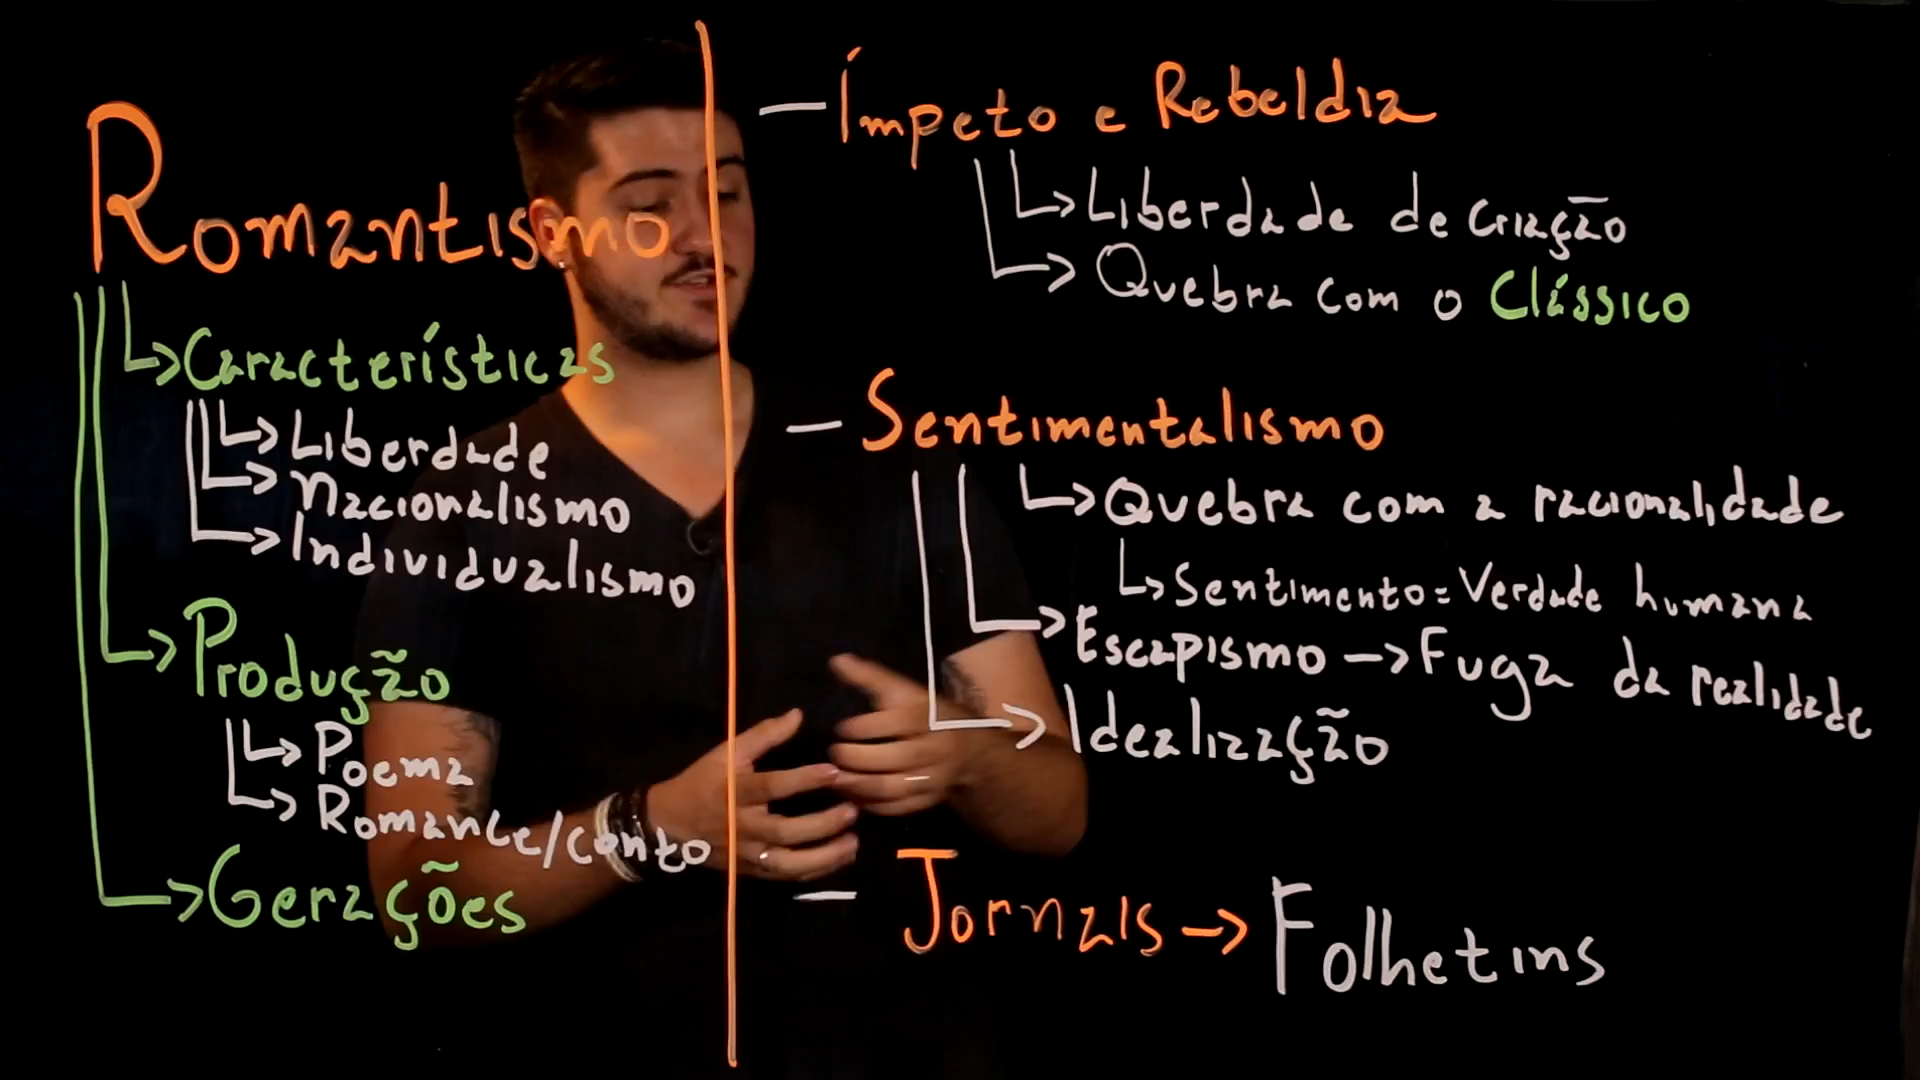 Romantismo
↳ Características
↳ Liberdade
↳ Nacionalismo
↳ Individualismo
↳ Produção
↳ Poema
↳ Romance/conto
↳ Gerações
— Ímpeto e Rebeldia
↳ Liberdade de criação
↳ Quebra com o Clássico
— Sentimentalismo
↳ Quebra com a racionalidade
↳ Sentimento = Verdade humana
↳ Escapismo → Fuga da realidade
↳ Idealização
— Jornais → Folhetins